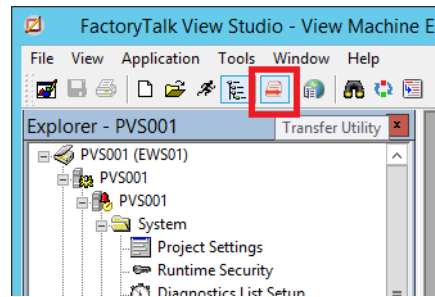 FactoryTalk View Studio - View Machine E
File View Application Tools Window Help
Explorer - PVS001
Transfer Utility
PVS001 (EWS01)
PVS001
PVS001
System
Project Settings
Runtime Security
Diagnostics List Setup